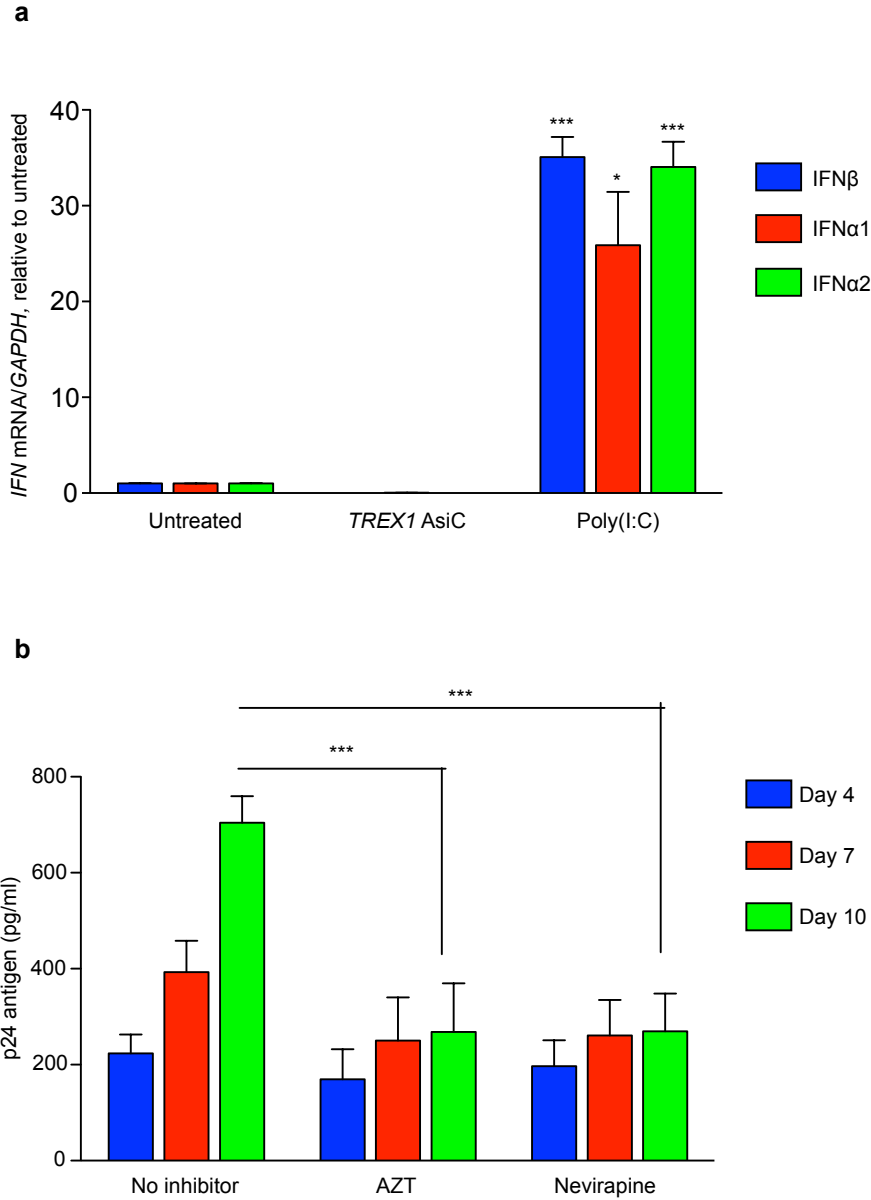 a
IFN mRNA/GAPDH, relative to untreated
40
30
20
10
0
***
*
***
Untreated
TREX1 AsiC
Poly(I:C)
IFNβ
IFNα1
IFNα2
b
p24 antigen (pg/ml)
800
600
400
200
0
***
***
No inhibitor
AZT
Nevirapine
Day 4
Day 7
Day 10